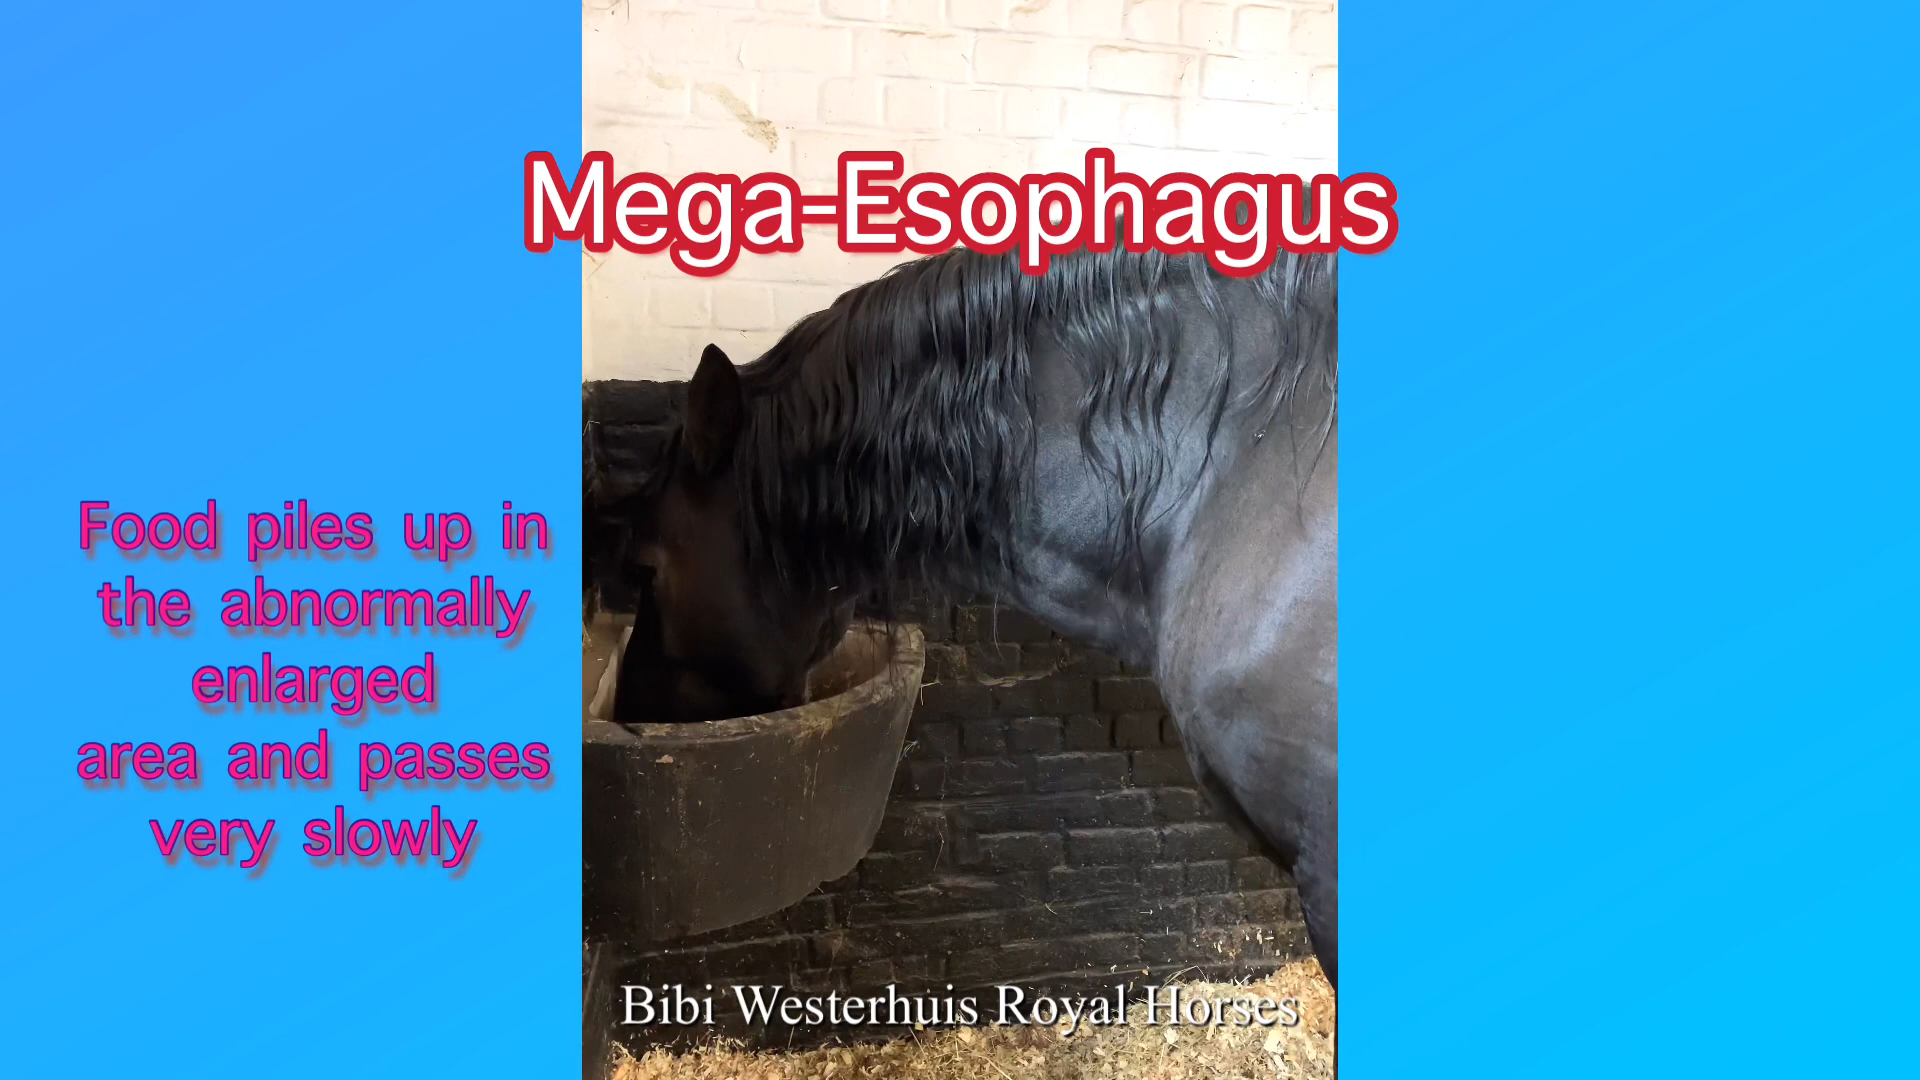 Mega-Esophagus
Food piles up in
the abnormally
enlarged
area and passes
very slowly
Bibi Westerhuis Royal Horses